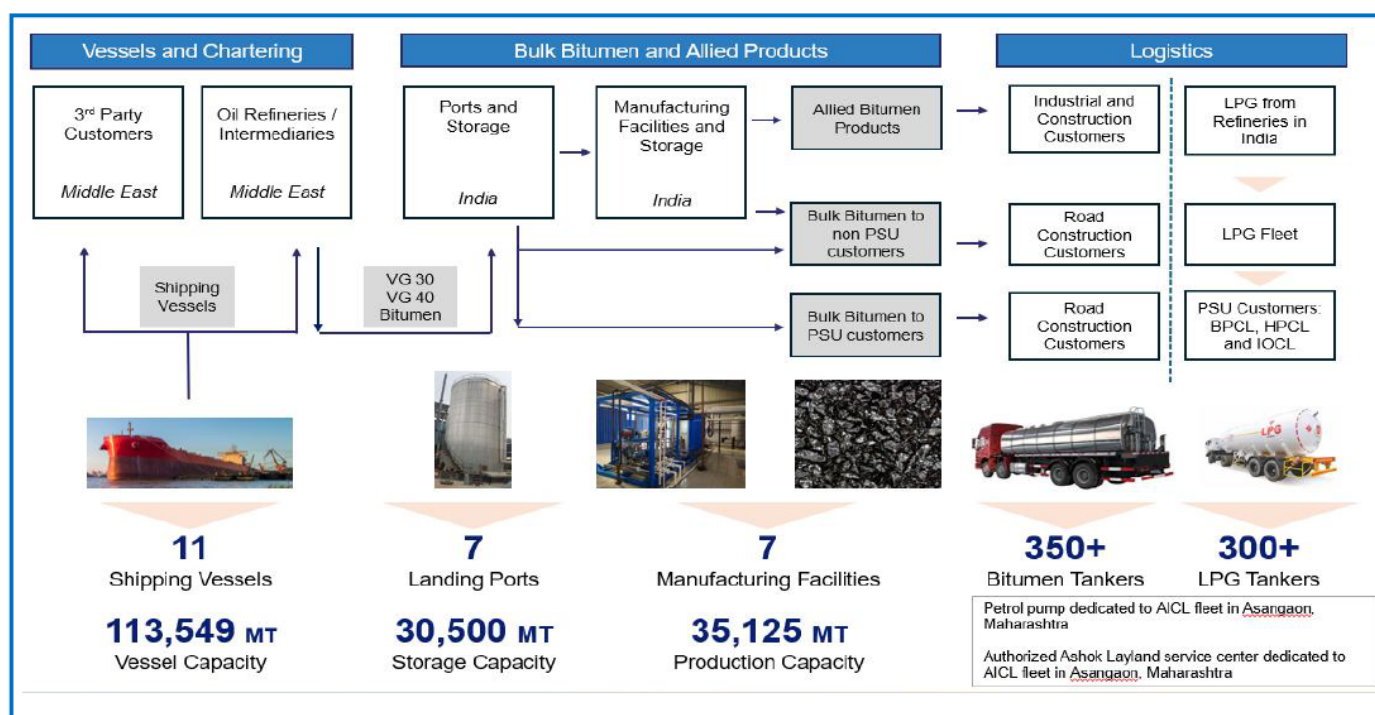 Vessels and Chartering
Bulk Bitumen and Allied Products
Logistics
3rd Party
Customers
Middle East
Oil Refineries /
Intermediaries
Middle East
Ports and
Storage
India
Manufacturing
Facilities and
Storage
India
Allied Bitumen
Products
Industrial and
Construction
Customers
LPG from
Refineries in
India
Bulk Bitumen to
non PSU
customers
Road
Construction
Customers
LPG Fleet
Shipping
Vessels
VG 30
VG 40
Bitumen
Bulk Bitumen to
PSU customers
Road
Construction
Customers
PSU Customers:
BPCL, HPCL
and IOCL
LPG
11
Shipping Vessels
113,549 MT
Vessel Capacity
7
Landing Ports
30,500 MT
Storage Capacity
7
Manufacturing Facilities
35,125 MT
Production Capacity
350+
Bitumen Tankers
300+
LPG Tankers
Petrol pump dedicated to AICL fleet in Asangaon,
Maharashtra
Authorized Ashok Layland service center dedicated to
AICL fleet in Asangaon, Maharashtra